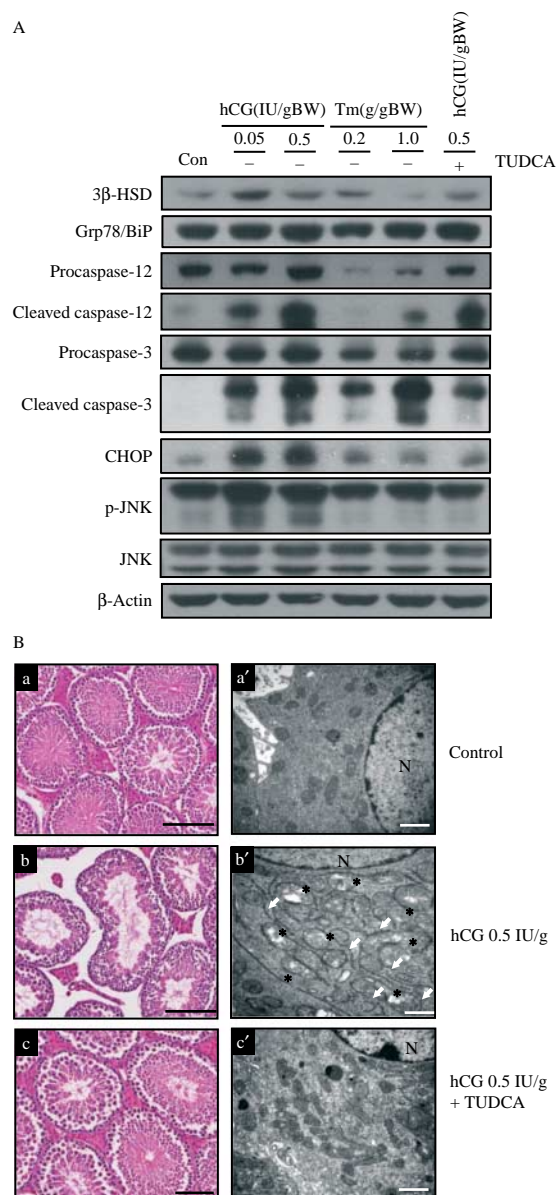 A
hCG(IU/gBW)
Tm(g/gBW)
hCG(IU/gBW)
0.05 0.5 0.2 1.0 0.5
Con – – – – + TUDCA
3β-HSD
Grp78/BiP
Procaspase-12
Cleaved caspase-12
Procaspase-3
Cleaved caspase-3
CHOP
p-JNK
JNK
β-Actin
B
a a′ N Control
b b′ N hCG 0.5 IU/g
c c′ N hCG 0.5 IU/g
+ TUDCA